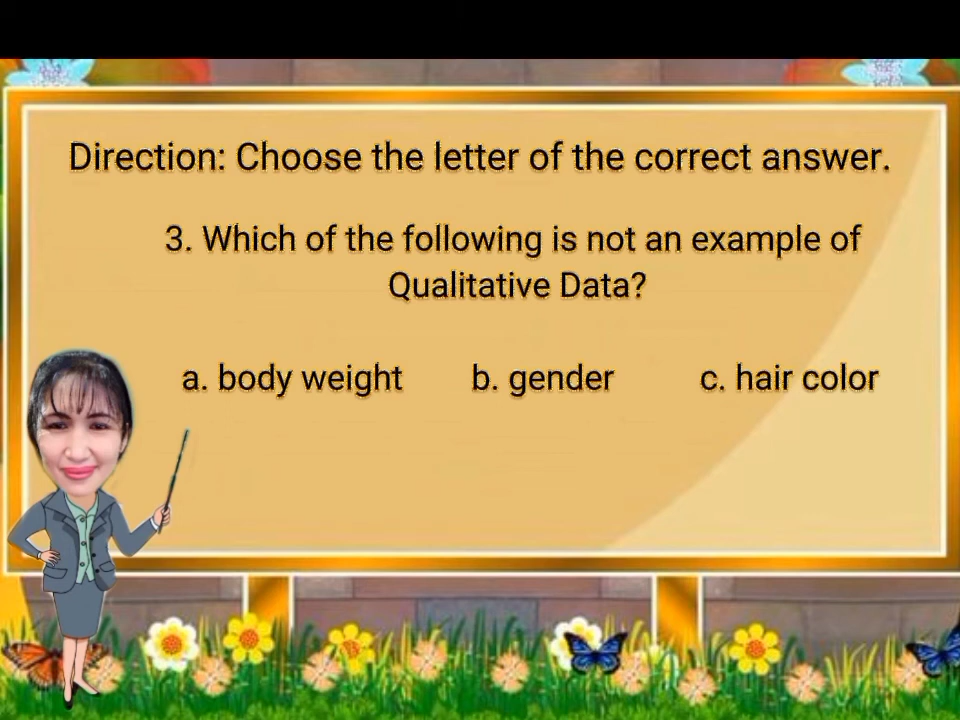 Direction: Choose the letter of the correct answer.
3. Which of the following is not an example of
Qualitative Data?
a. body weight b. gender c. hair color